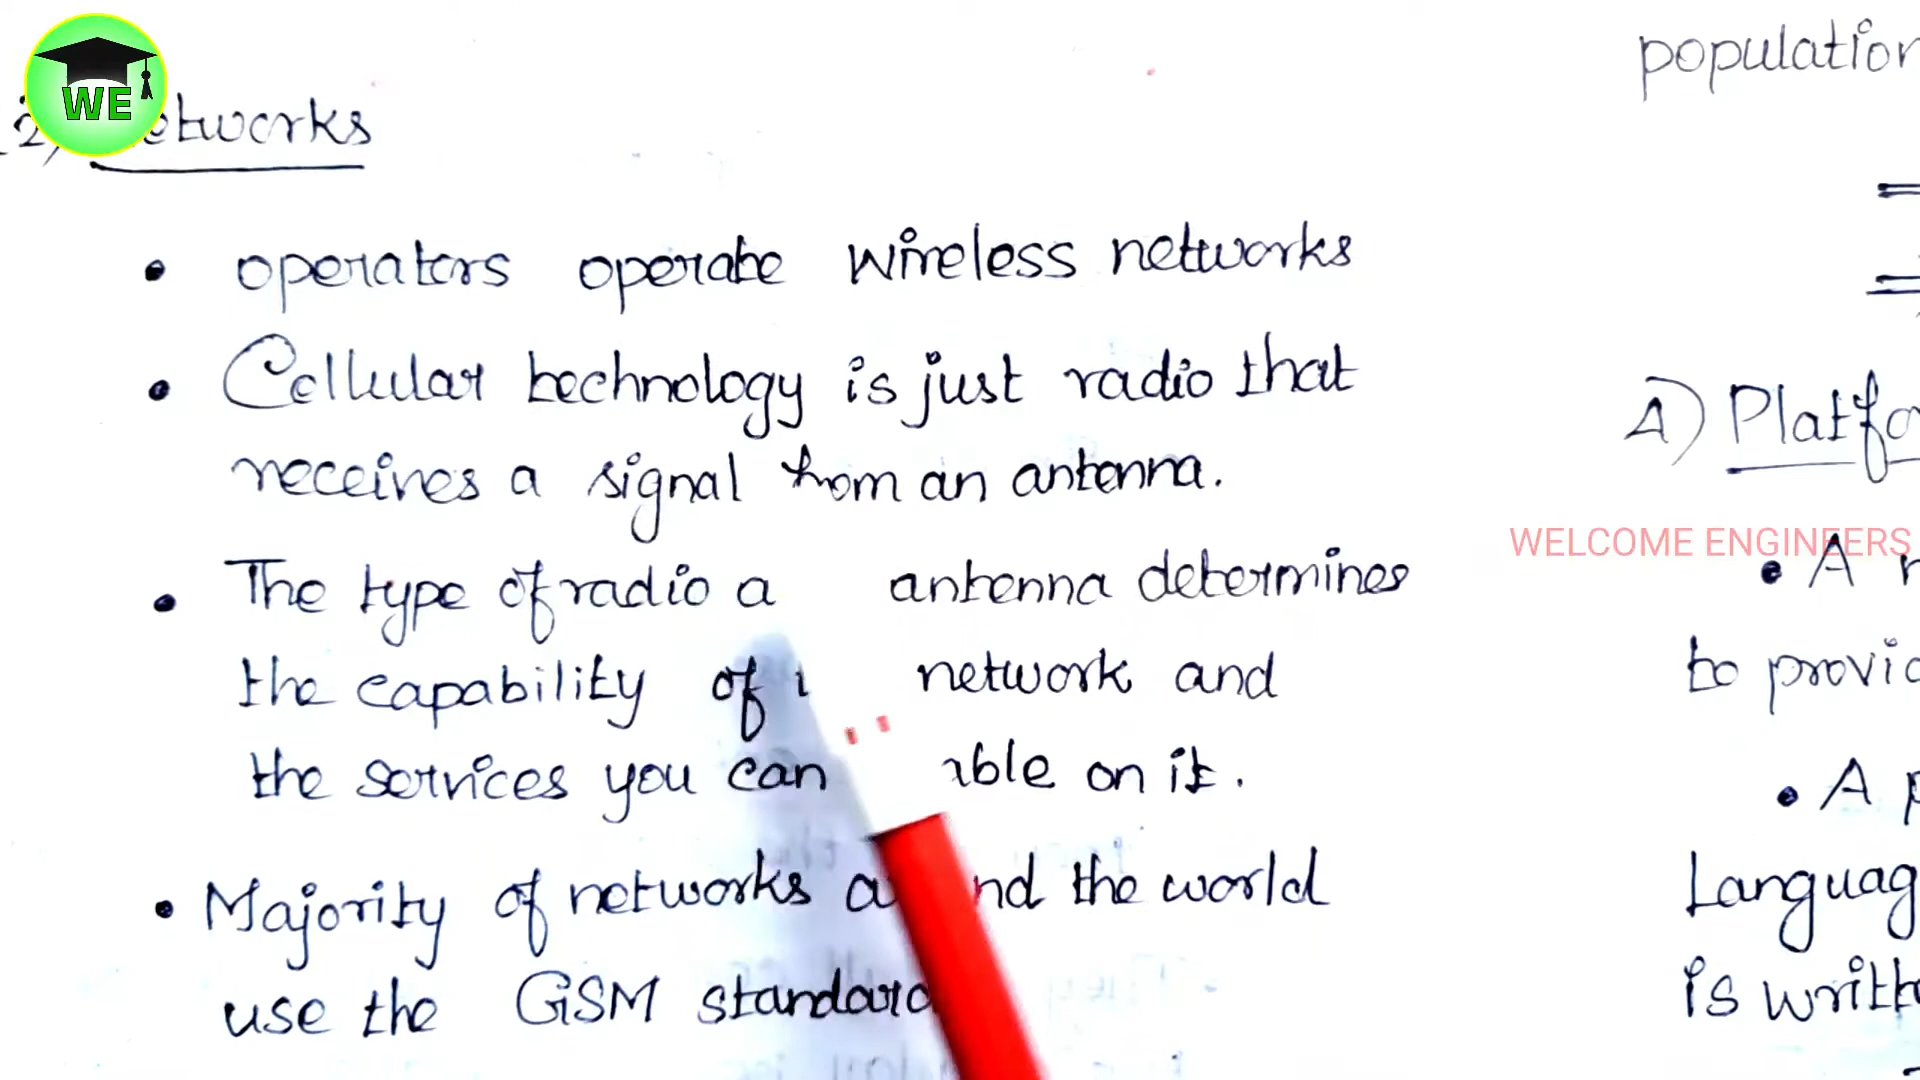 WE
2) etworks
• operators operate wireless networks
• Cellular technology is just radio that
receives a signal from an antenna.
• The type of radio a antenna determines
the capability of network and
the services you can able on it.
• Majority of networks a nd the world
use the GSM standard
population
A) Platfo
WELCOME ENGINEERS
• A
to provid
• A p
Languag
is writt